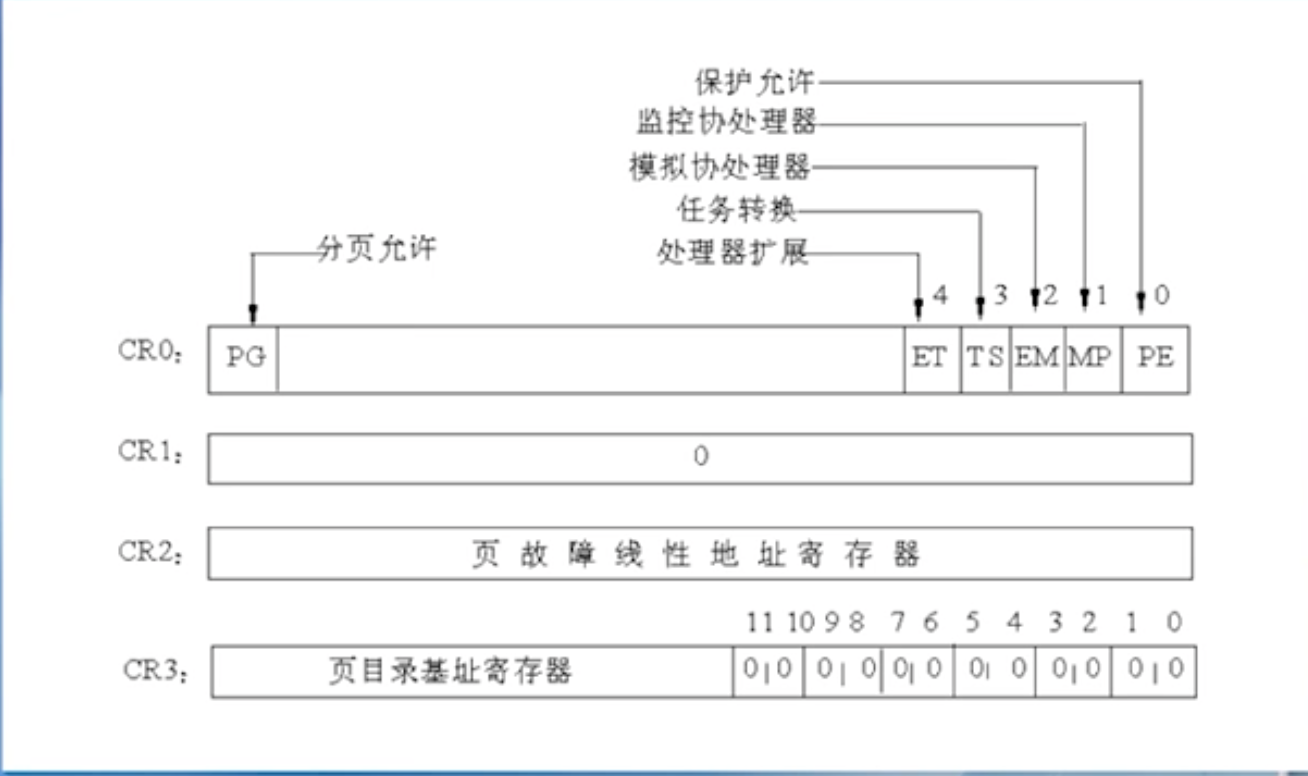 保护允许
监控协处理器
模拟协处理器
任务转换
分页允许
处理器扩展
4 3 2 1 0
CR0: PG ET TS EM MP PE
CR1: 0
CR2: 页故障线性地址寄存器
11 10 9 8 7 6 5 4 3 2 1 0
CR3: 页目录基址寄存器 0 0 0 0 0 0 0 0 0 0 0 0